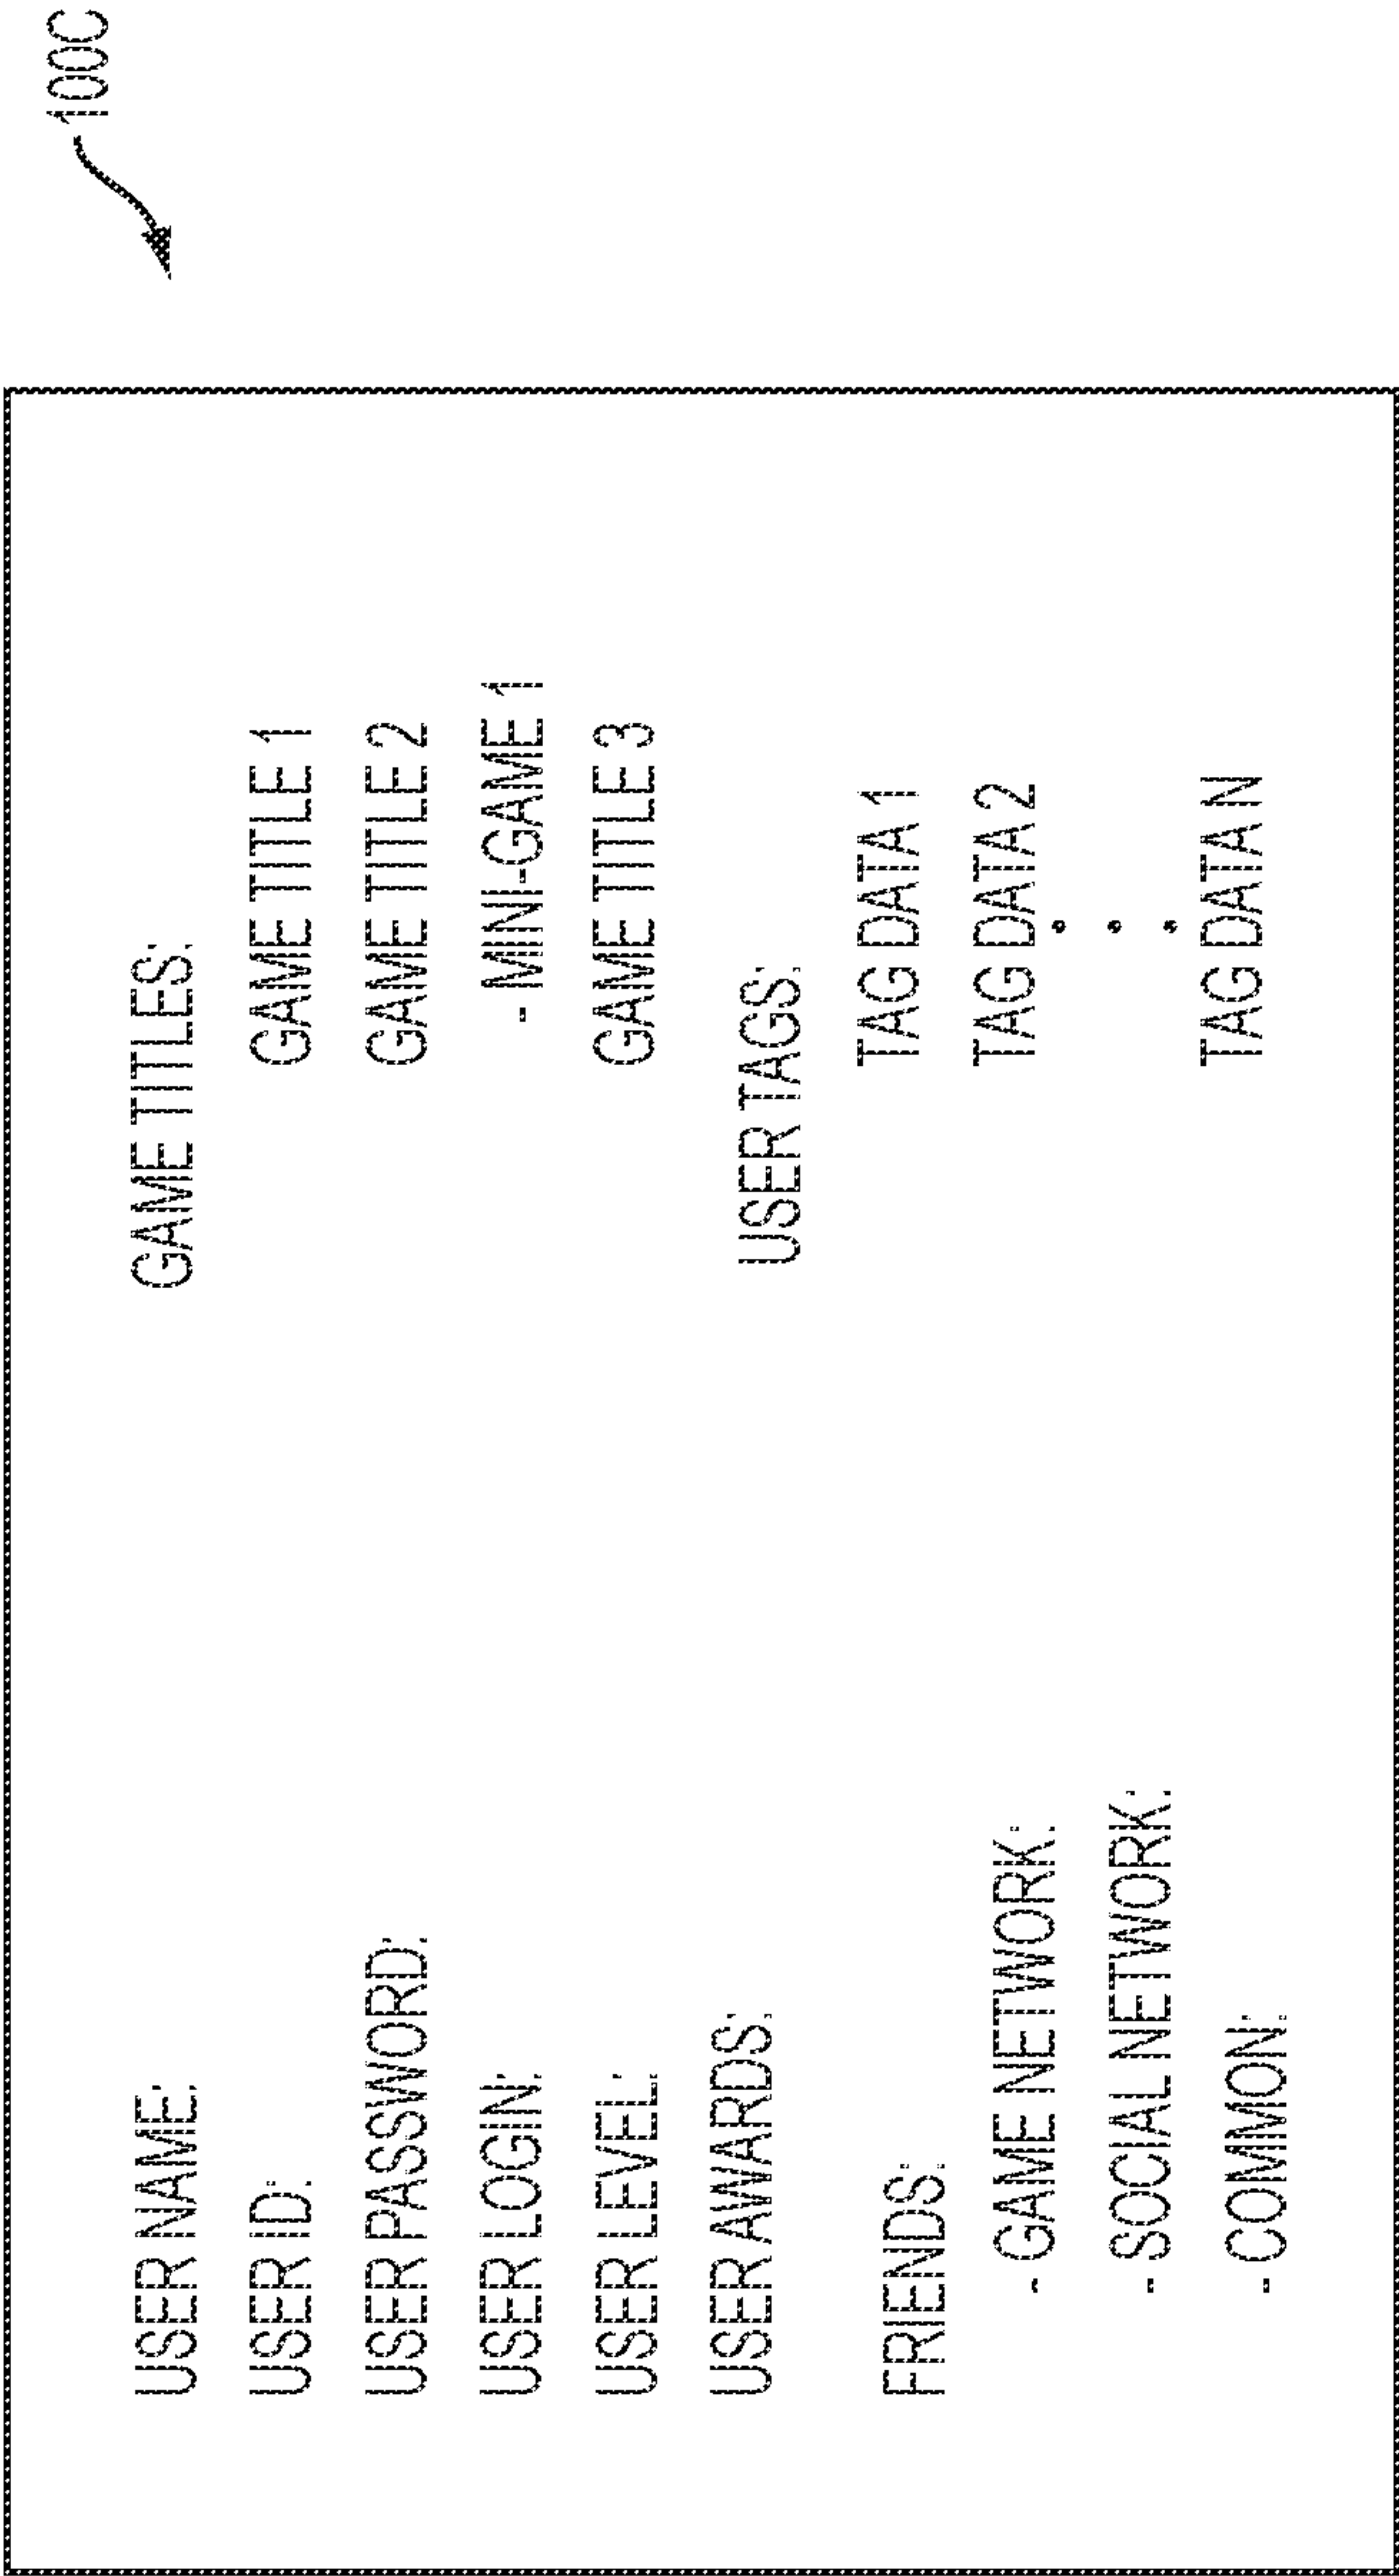 100C
USER NAME:
USER ID:
USER PASSWORD:
USER LOGIN:
USER LEVEL:
USER AWARDS:
FRIENDS:
- GAME NETWORK:
- SOCIAL NETWORK:
- COMMON:
GAME TITLES:
GAME TITLE 1
GAME TITLE 2
- MINI-GAME 1
GAME TITLE 3
USER TAGS:
TAG DATA 1
TAG DATA 2
.
.
.
TAG DATA N